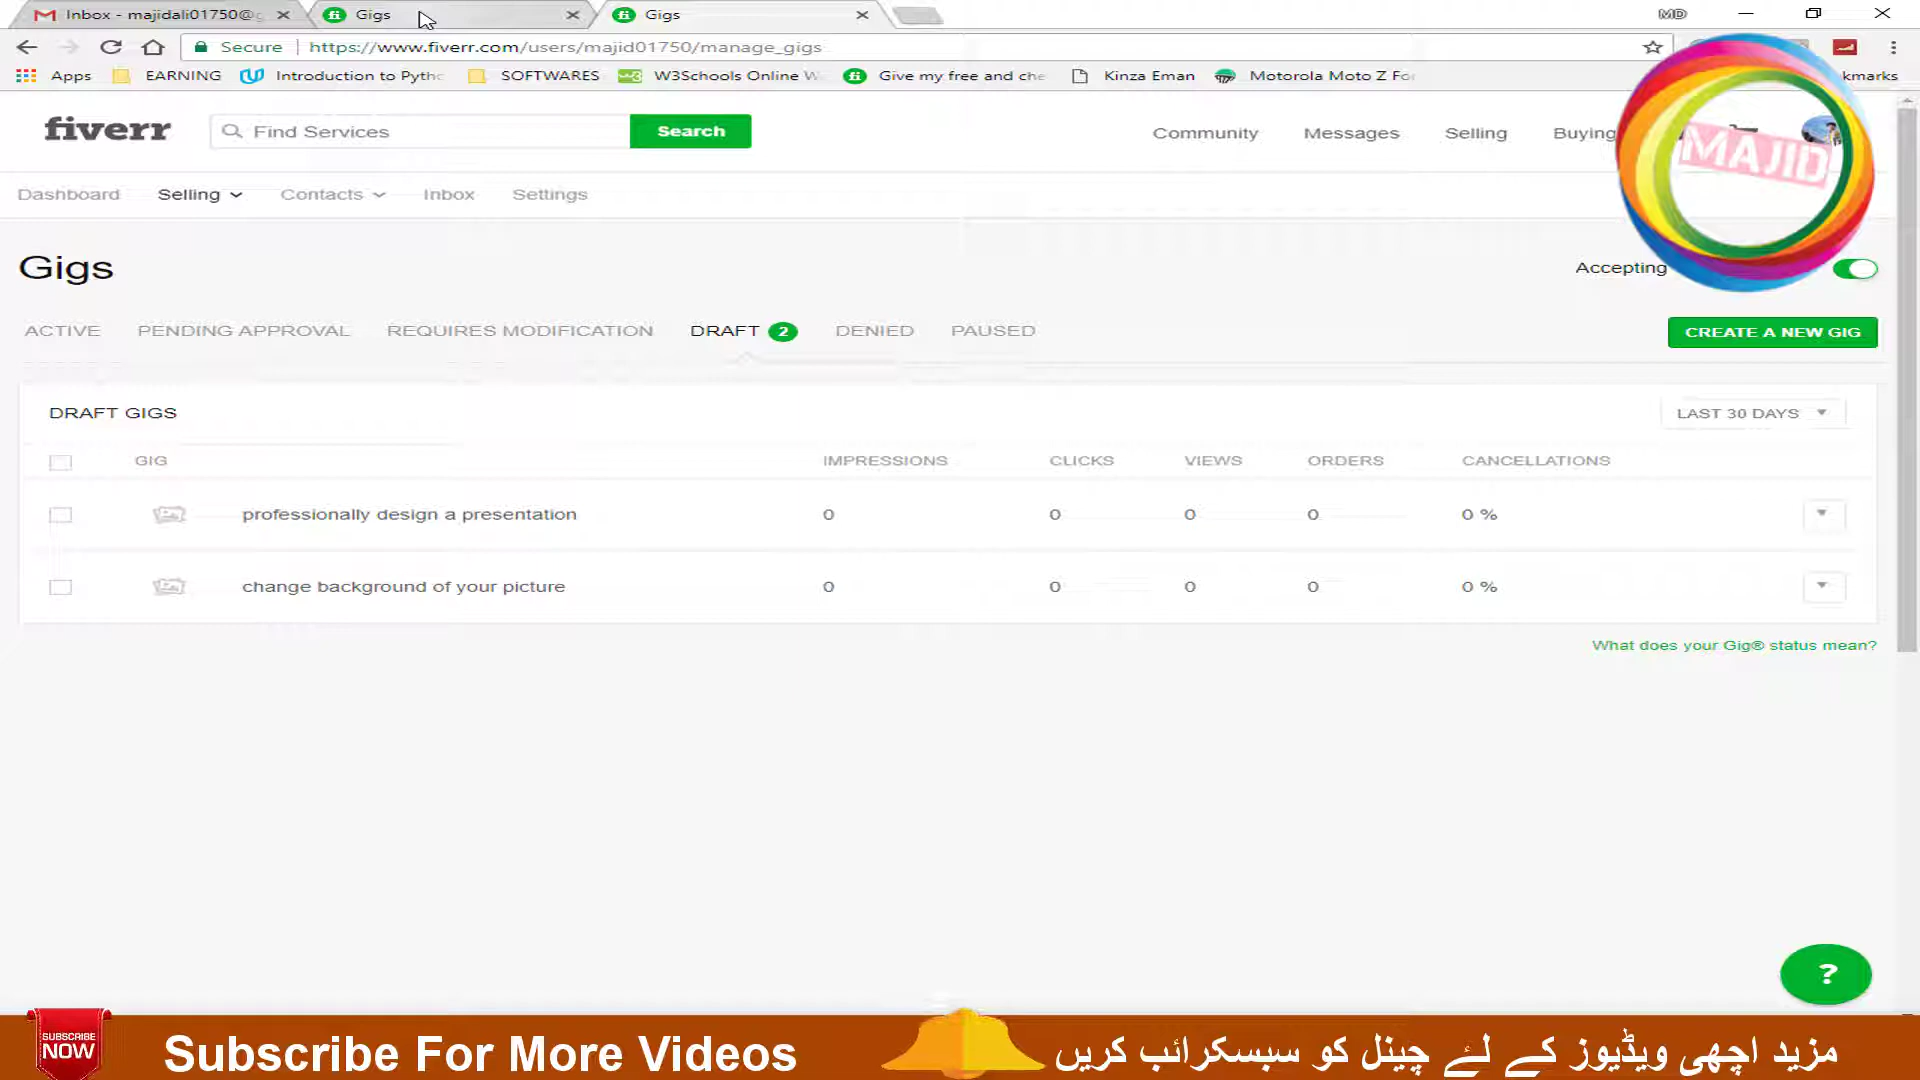 Inbox - majidali01750@g
Gigs
Gigs
MD
Secure
https://www.fiverr.com/users/majid01750/manage_gigs
Apps
EARNING
Introduction to Pytho
SOFTWARES
W3Schools Online W
Give my free and che
Kinza Eman
Motorola Moto Z Fo
kmarks
fiverr
Find Services
Search
Community
Messages
Selling
Buying
MAJID
Dashboard
Selling
Contacts
Inbox
Settings
Gigs
Accepting
ACTIVE
PENDING APPROVAL
REQUIRES MODIFICATION
DRAFT 2
DENIED
PAUSED
CREATE A NEW GIG
DRAFT GIGS
LAST 30 DAYS
GIG IMPRESSIONS CLICKS VIEWS ORDERS CANCELLATIONS
professionally design a presentation 0 0 0 0 0 %
change background of your picture 0 0 0 0 0 %
What does your Gig® status mean?
?
SUBSCRIBE
NOW
Subscribe For More Videos
مزید اچھی ویڈیوز کے لئے چینل کو سبسکرائب کریں